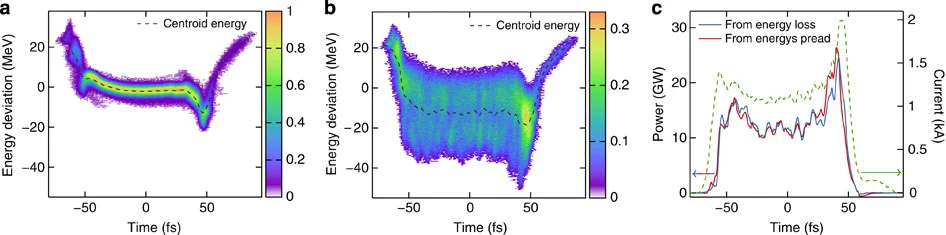 a
Centroid energy
Energy deviation (MeV)
20
0
−20
−40
−50
0
50
Time (fs)
1
0.8
0.6
0.4
0.2
0
b
Centroid energy
Energy deviation (MeV)
20
0
−20
−40
−50
0
50
Time (fs)
0.3
0.2
0.1
0
c
From energy loss
From energys pread
Power (GW)
30
20
10
0
−50
0
50
Time (fs)
2
1.5
1
0.5
0
Current (kA)